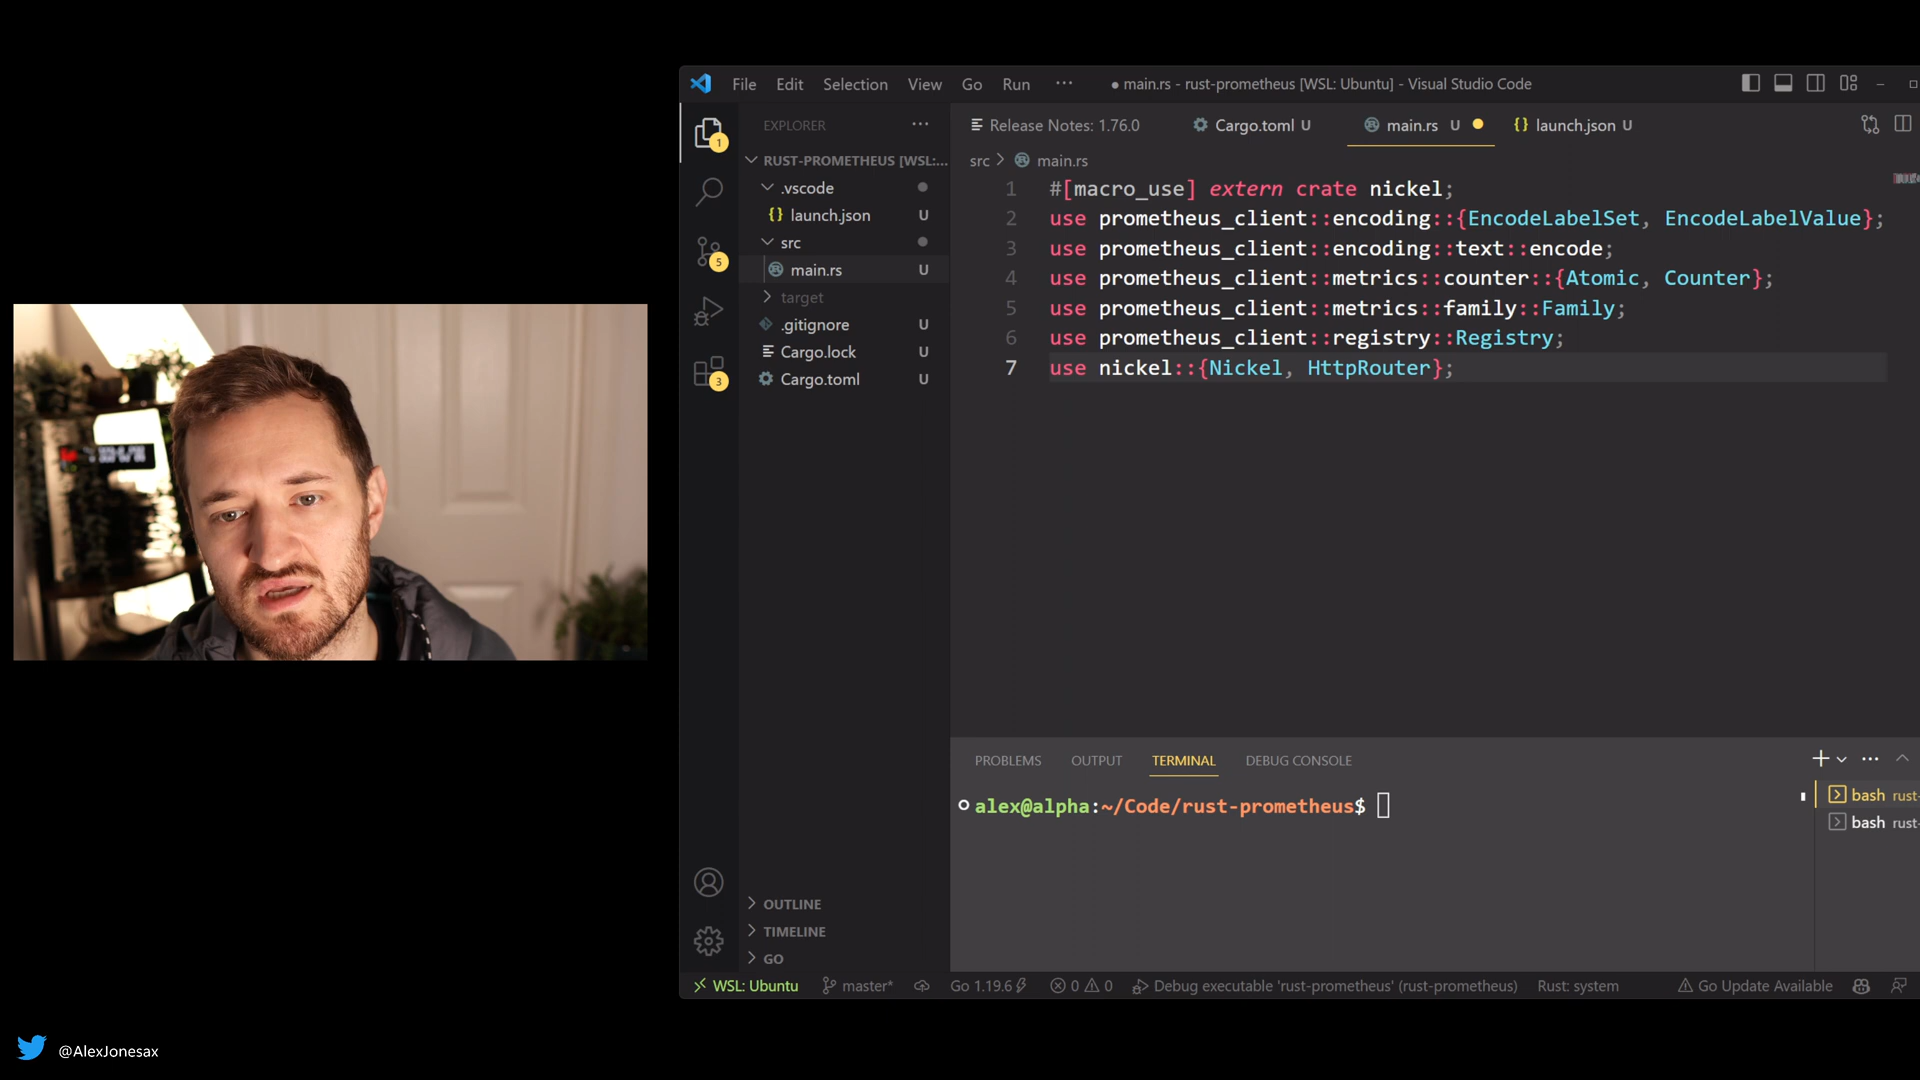 File Edit Selection View Go Run ··· ● main.rs - rust-prometheus [WSL: Ubuntu] - Visual Studio Code
EXPLORER ···
RUST-PROMETHEUS [WSL:...
.vscode
{} launch.json U
src
main.rs U
target
.gitignore U
Cargo.lock U
Cargo.toml U
OUTLINE
TIMELINE
GO
1
5
3
Release Notes: 1.76.0 Cargo.toml U main.rs U {} launch.json U
src > main.rs
1 #[macro_use] extern crate nickel;
2 use prometheus_client::encoding::{EncodeLabelSet, EncodeLabelValue};
3 use prometheus_client::encoding::text::encode;
4 use prometheus_client::metrics::counter::{Atomic, Counter};
5 use prometheus_client::metrics::family::Family;
6 use prometheus_client::registry::Registry;
7 use nickel::{Nickel, HttpRouter};
PROBLEMS OUTPUT TERMINAL DEBUG CONSOLE
alex@alpha:~/Code/rust-prometheus$
bash rust-
bash rust-
WSL: Ubuntu master* Go 1.19.6 0 0 Debug executable 'rust-prometheus' (rust-prometheus) Rust: system Go Update Available
@AlexJonesax